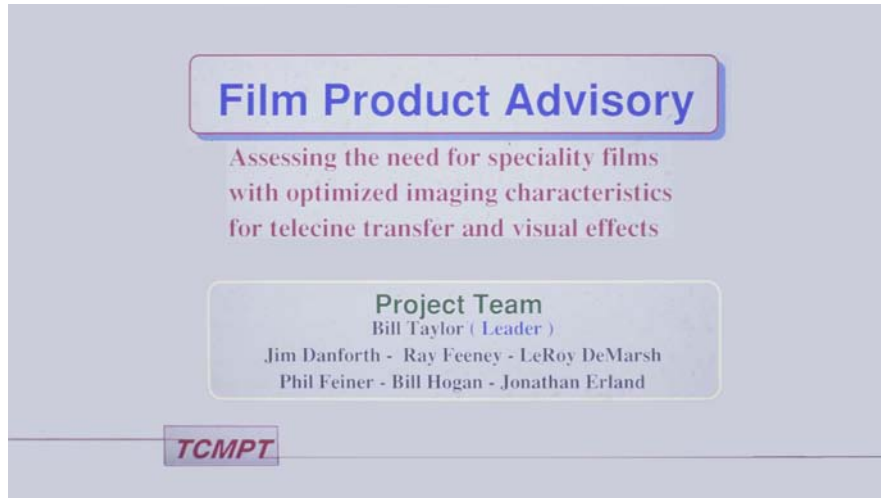 Film Product Advisory
Assessing the need for speciality films
with optimized imaging characteristics
for telecine transfer and visual effects
Project Team
Bill Taylor ( Leader )
Jim Danforth - Ray Feeney - LeRoy DeMarsh
Phil Feiner - Bill Hogan - Jonathan Erland
TCMPT